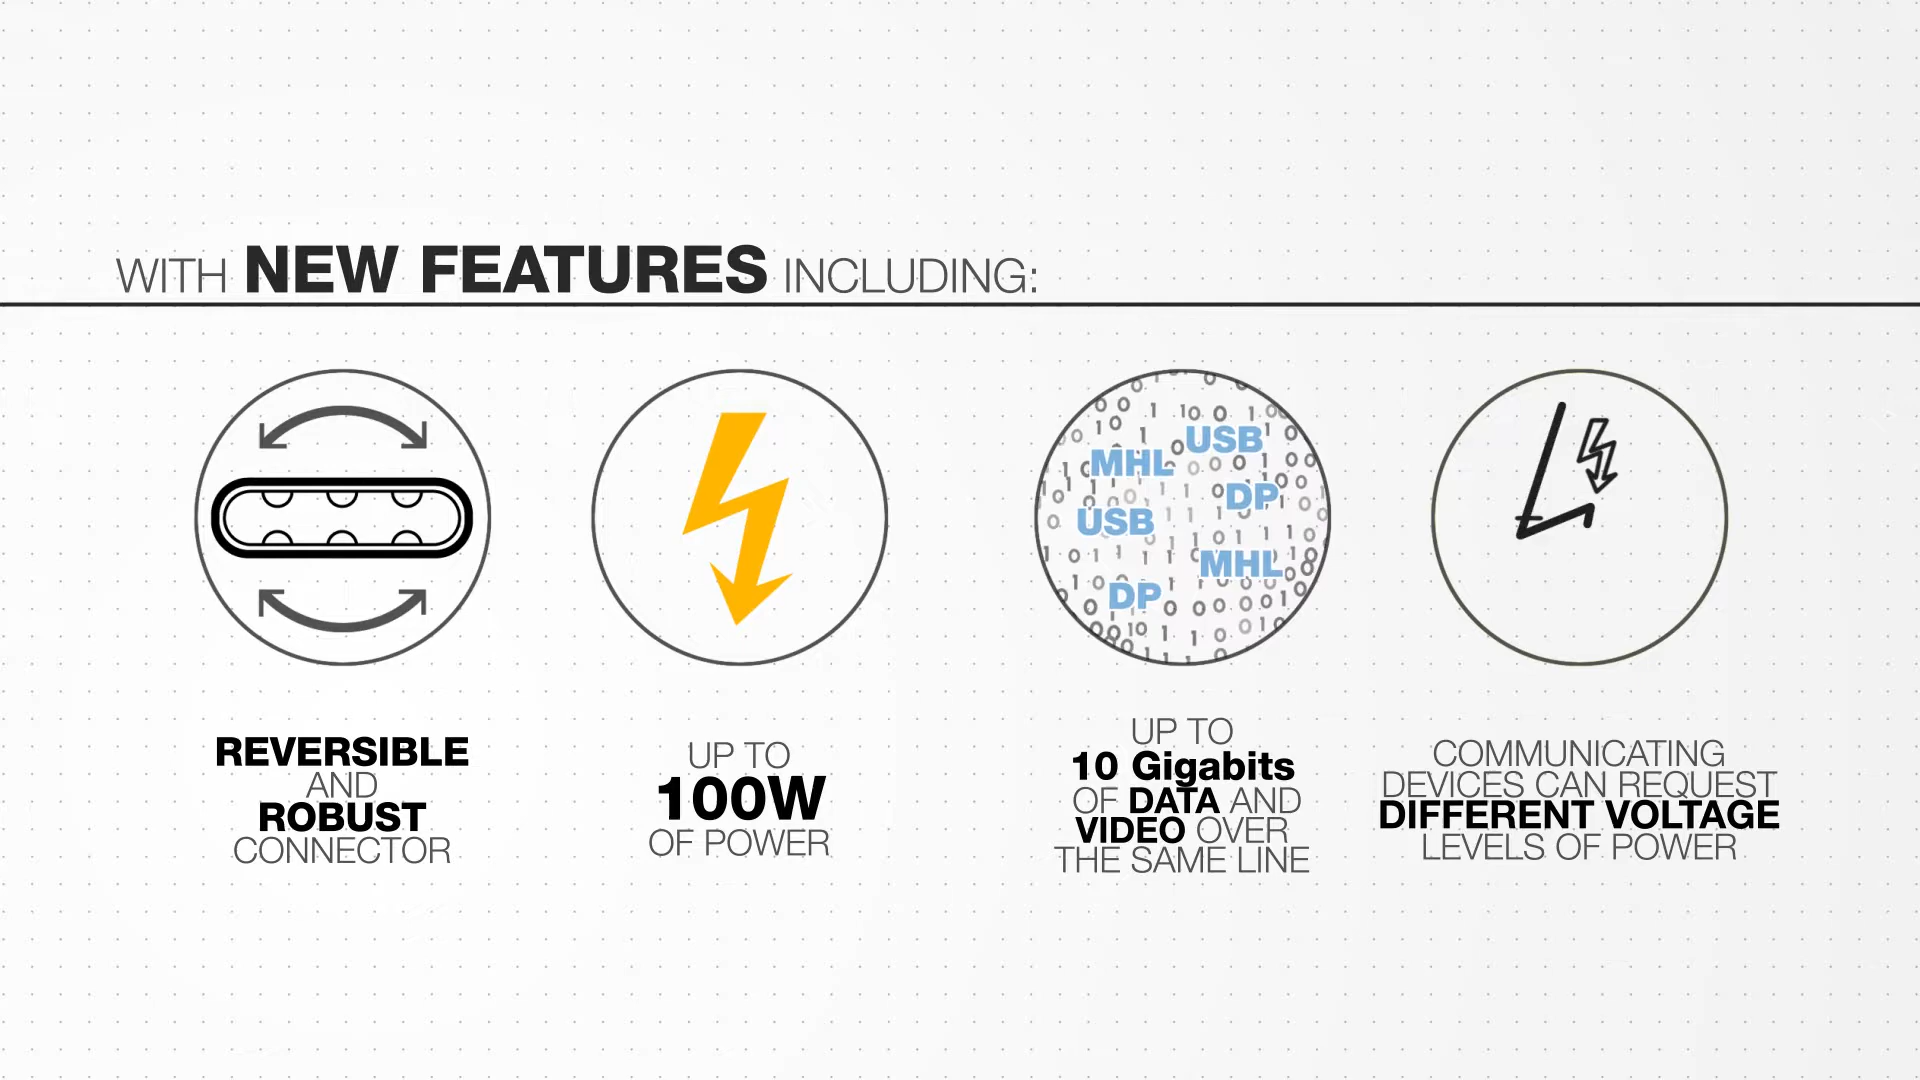 WITH NEW FEATURES INCLUDING:
USB
MHL
DP
USB
MHL
DP
REVERSIBLE
AND
ROBUST
CONNECTOR
UP TO
100W
OF POWER
UP TO
10 Gigabits
OF DATA AND
VIDEO OVER
THE SAME LINE
COMMUNICATING
DEVICES CAN REQUEST
DIFFERENT VOLTAGE
LEVELS OF POWER